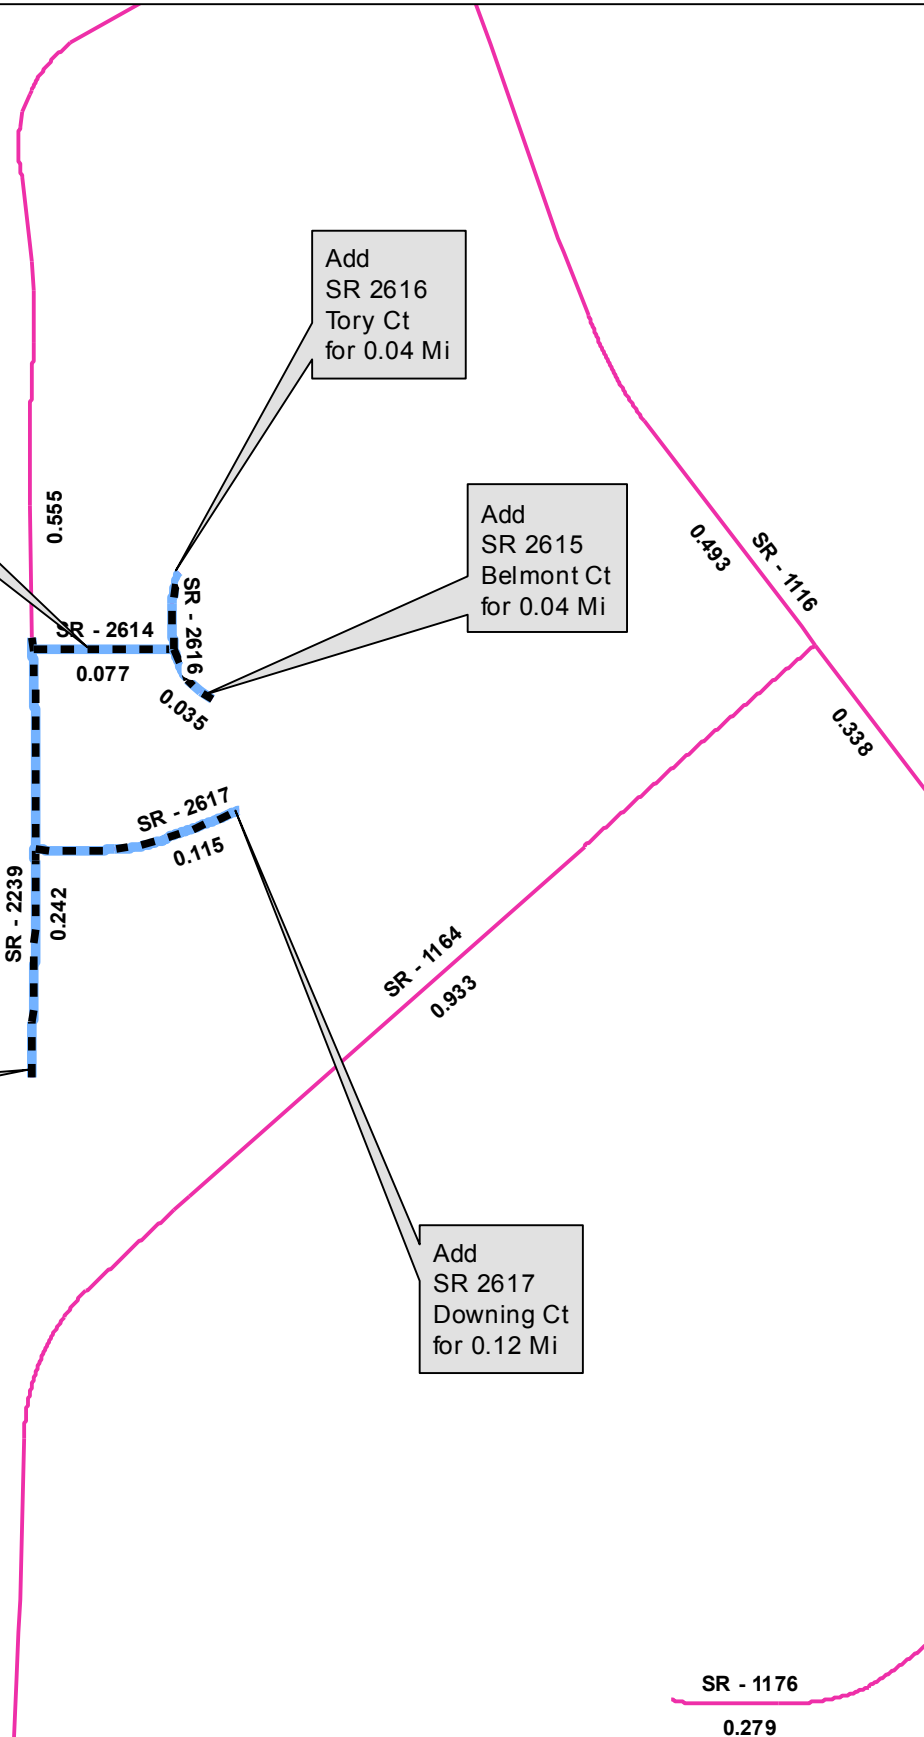 Add
SR 2616
Tory Ct
for 0.04 Mi
0.555
Add
SR 2615
Belmont Ct
for 0.04 Mi
0.493
SR - 1116
SR - 2614
0.077
SR - 2616
0.035
0.338
SR - 2617
0.115
SR - 2239
0.242
SR - 1164
0.933
Add
SR 2617
Downing Ct
for 0.12 Mi
SR - 1176
0.279